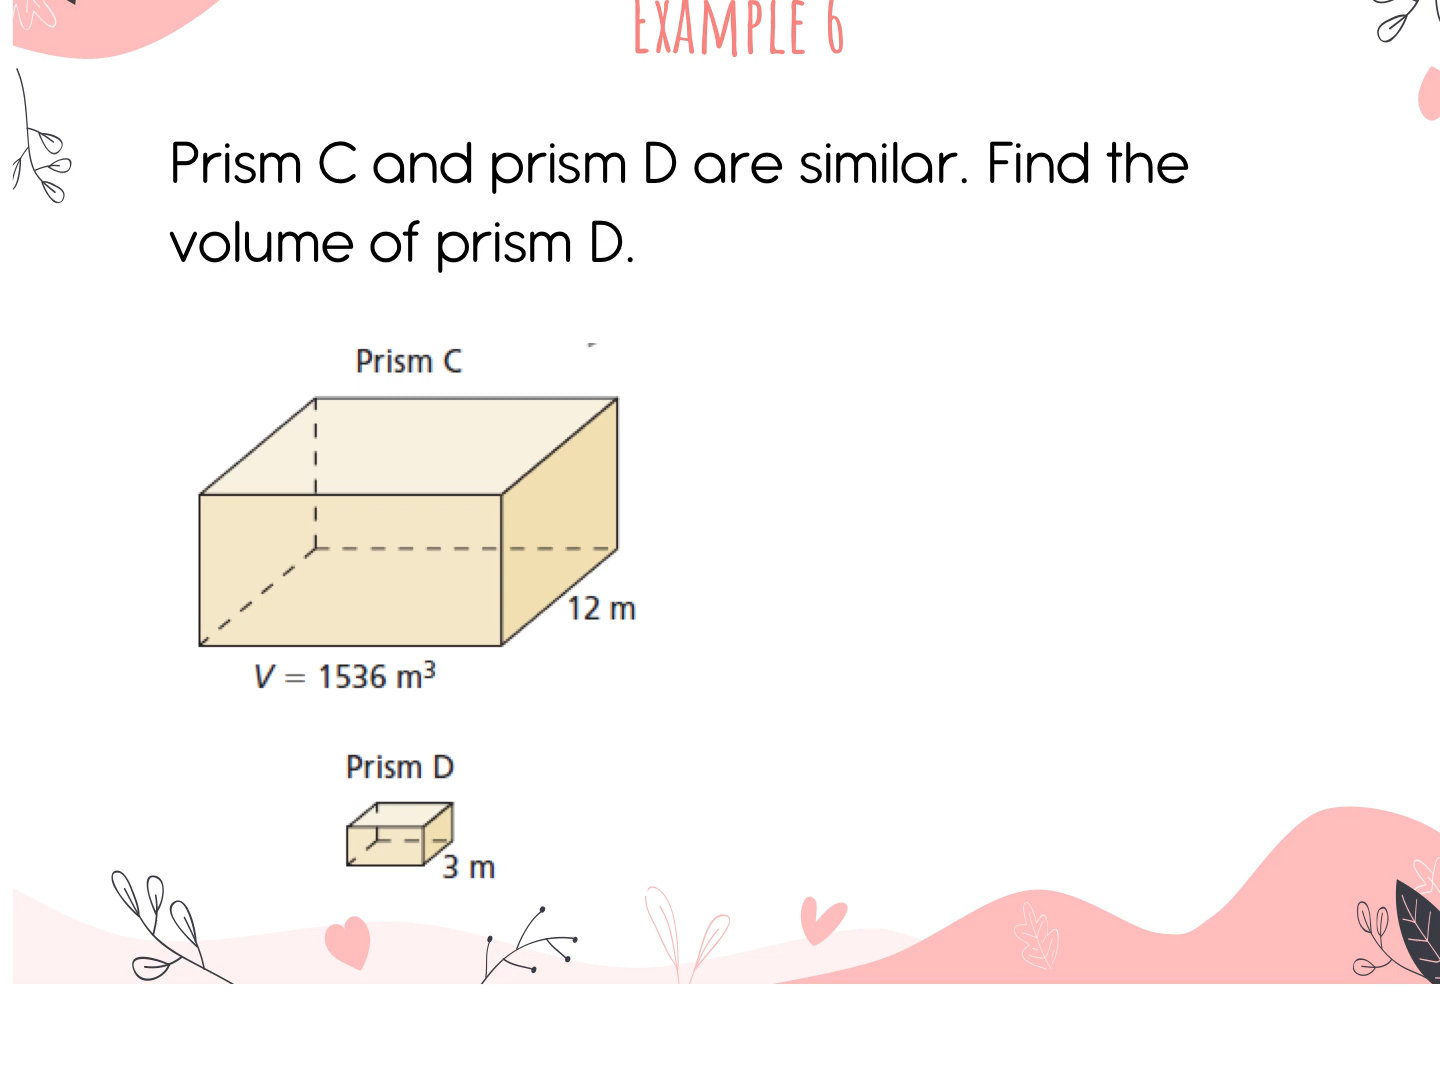 EXAMPLE 6
Prism C and prism D are similar. Find the
volume of prism D.
Prism C
12 m
V = 1536 m³
Prism D
3 m